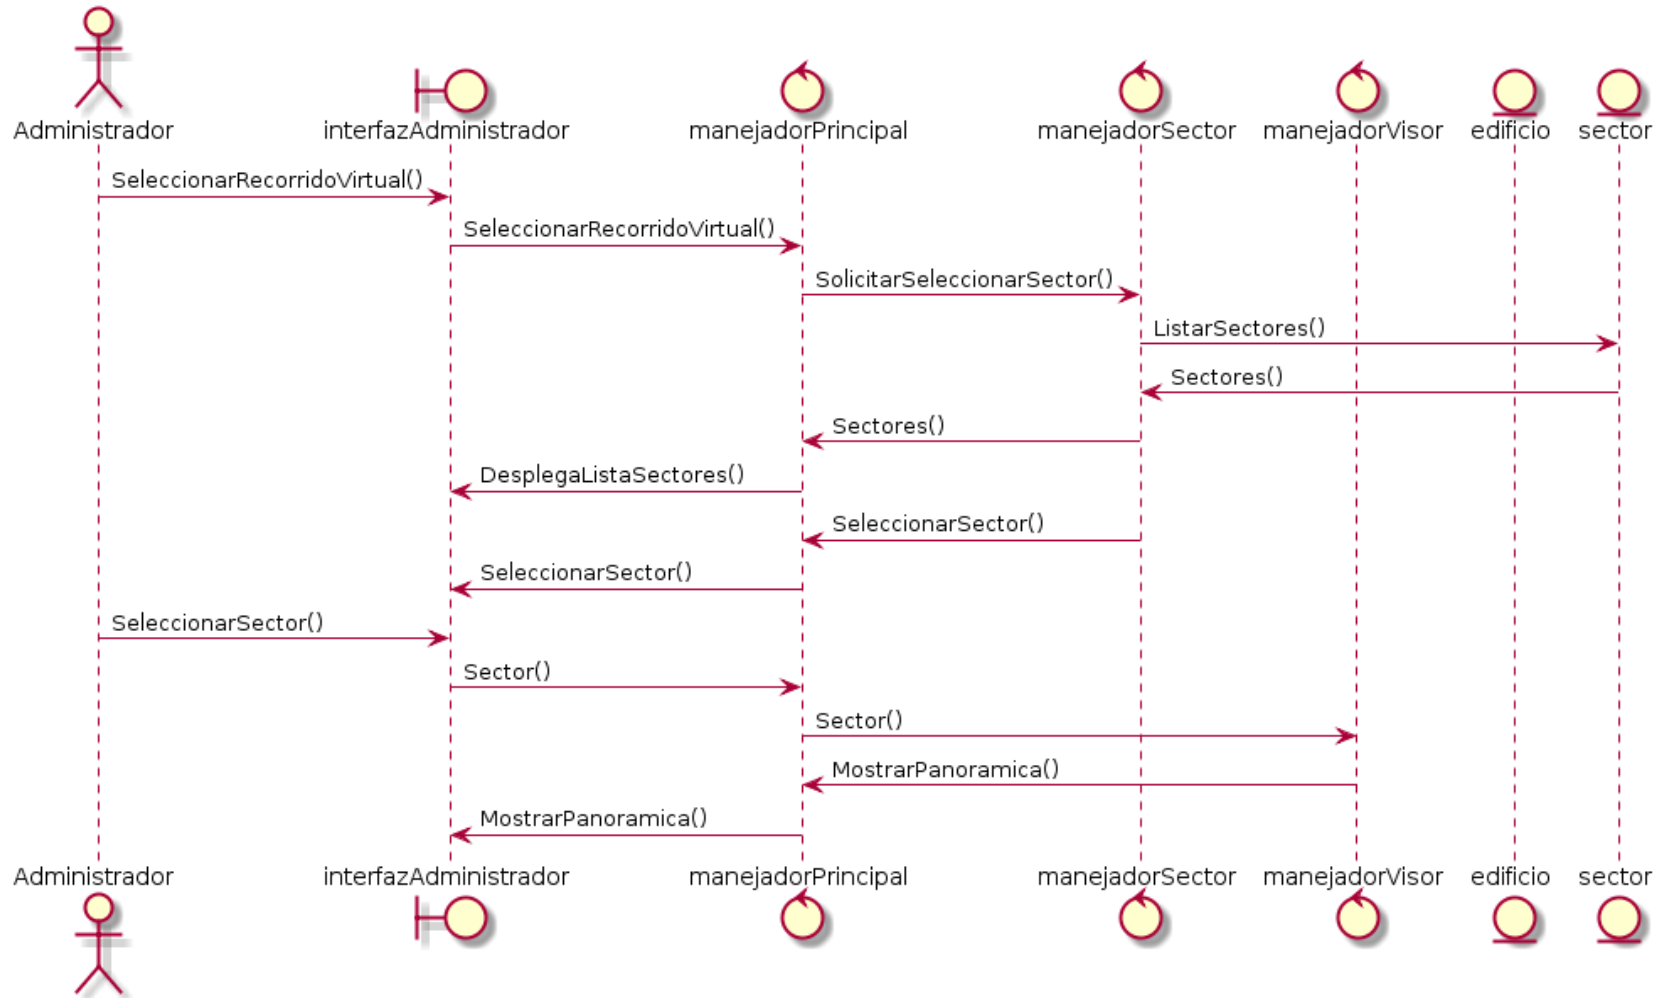 Administrador
interfazAdministrador
manejadorPrincipal
manejadorSector
manejadorVisor
edificio
sector
SeleccionarRecorridoVirtual()
SeleccionarRecorridoVirtual()
SolicitarSeleccionarSector()
ListarSectores()
Sectores()
Sectores()
DesplegaListaSectores()
SeleccionarSector()
SeleccionarSector()
SeleccionarSector()
Sector()
Sector()
MostrarPanoramica()
MostrarPanoramica()
Administrador
interfazAdministrador
manejadorPrincipal
manejadorSector
manejadorVisor
edificio
sector